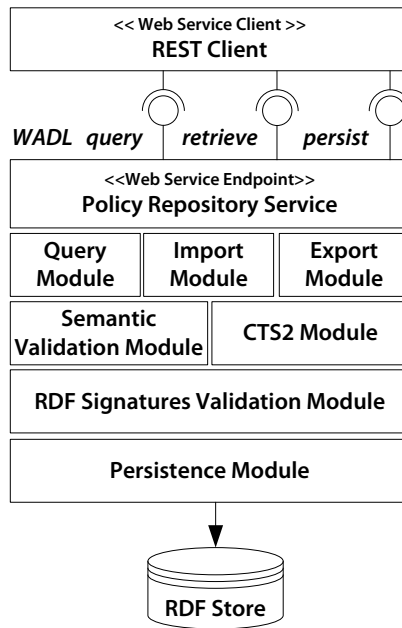 << Web Service Client >>
REST Client
WADL query retrieve persist
<<Web Service Endpoint>>
Policy Repository Service
Query
Module
Import
Module
Export
Module
Semantic
Validation Module
CTS2 Module
RDF Signatures Validation Module
Persistence Module
RDF Store